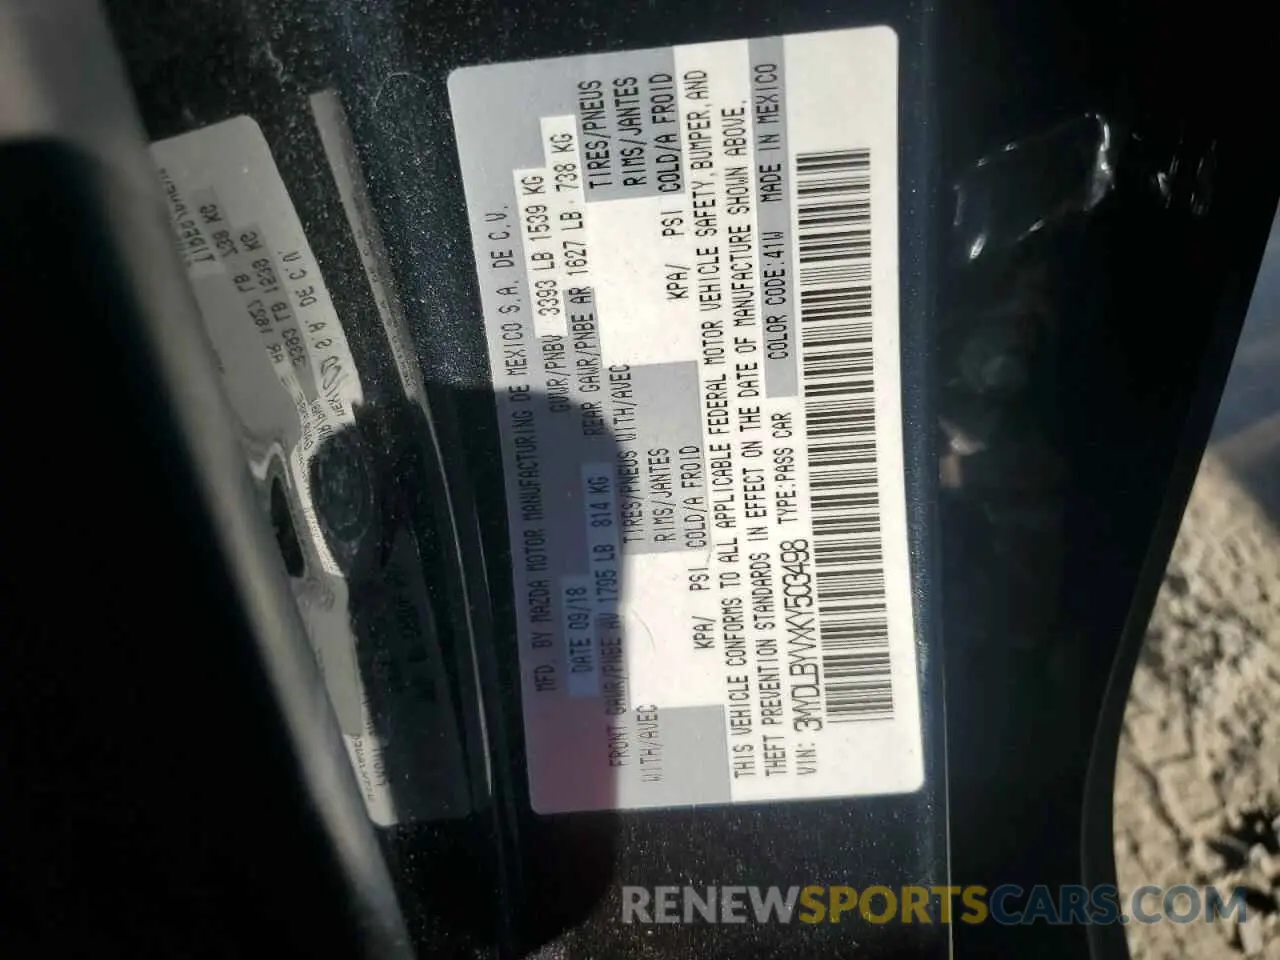 MFD. BY MAZDA MOTOR MANUFACTURING DE MEXICO S.A. DE C.V.
DATE 09/18 GVWR/PNBV 3393 LB 1539 KG
FRONT GAWR/PNBE AV 1795 LB 814 KG REAR GAWR/PNBE AR 1627 LB 738 KG
WITH/AVEC TIRES/PNEUS WITH/AVEC TIRES/PNEUS
RIMS/JANTES RIMS/JANTES
KPA/ PSI COLD/A FROID KPA/ PSI COLD/A FROID
THIS VEHICLE CONFORMS TO ALL APPLICABLE FEDERAL MOTOR VEHICLE SAFETY, BUMPER, AND
THEFT PREVENTION STANDARDS IN EFFECT ON THE DATE OF MANUFACTURE SHOWN ABOVE.
VIN: 3MYDLBYVXKY503498 TYPE:PASS CAR COLOR CODE:41W MADE IN MEXICO
RENEWSPORTSCARS.COM